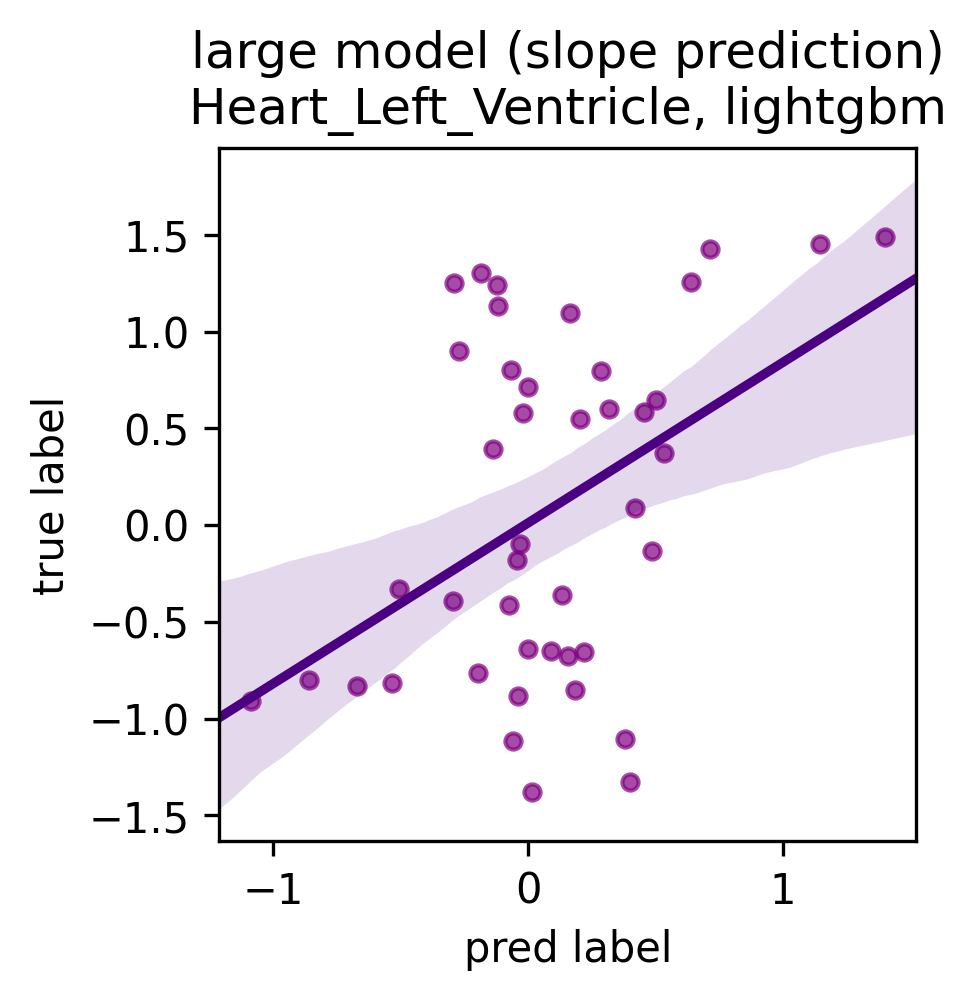 large model (slope prediction)
Heart_Left_Ventricle, lightgbm
1.5
1.0
0.5
0.0
−0.5
−1.0
−1.5
true label
−1
0
1
pred label